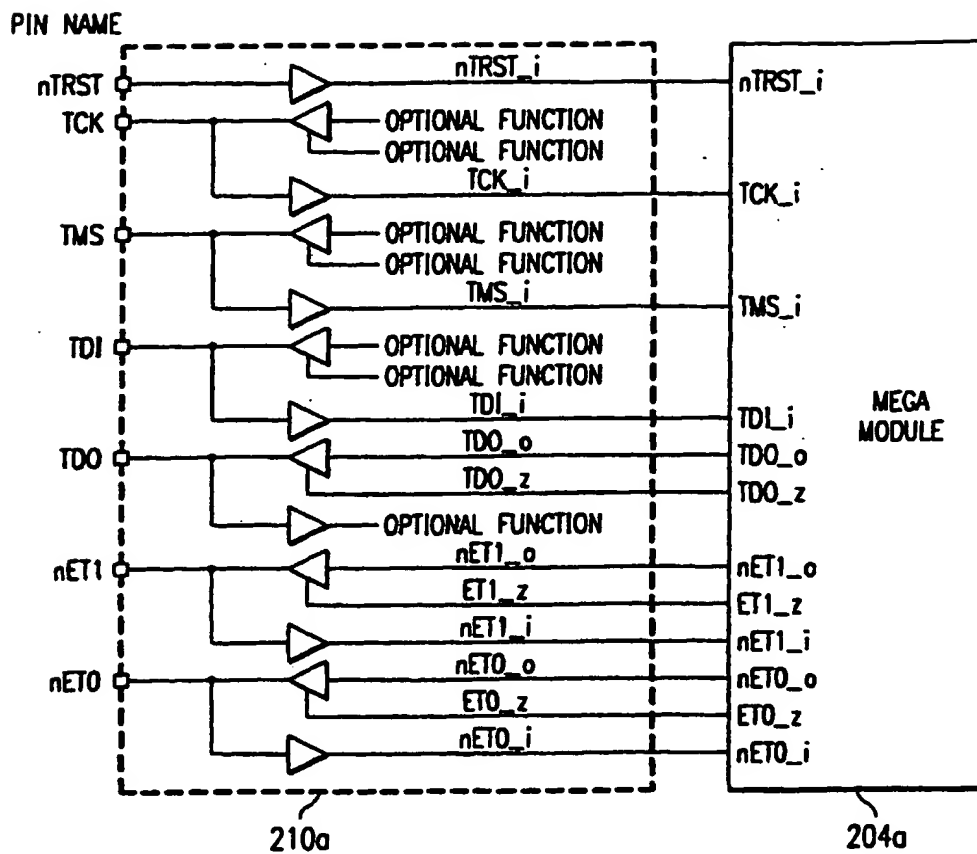 PIN NAME
nTRST nTRST_i nTRST_i
TCK OPTIONAL FUNCTION
OPTIONAL FUNCTION
TCK_i TCK_i
TMS OPTIONAL FUNCTION
OPTIONAL FUNCTION
TMS_i TMS_i
TDI OPTIONAL FUNCTION
OPTIONAL FUNCTION
TDI_i TDI_i
MEGA
MODULE
TDO TDO_o TDO_o
TDO_z TDO_z
OPTIONAL FUNCTION
nET1 nET1_o nET1_o
ET1_z ET1_z
nET1_i nET1_i
nET0 nET0_o nET0_o
ET0_z ET0_z
nET0_i nET0_i
210a 204a